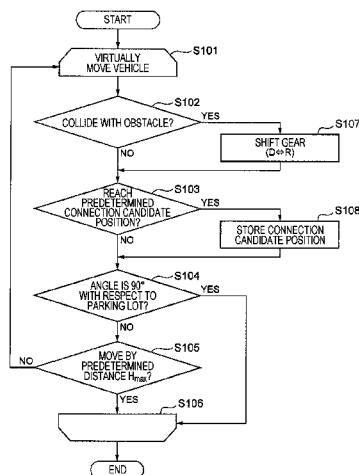 START
S101
VIRTUALLY
MOVE VEHICLE
S102
COLLIDE WITH OBSTACLE?
YES
S107
SHIFT GEAR
(D⇔R)
NO
S103
REACH
PREDETERMINED
CONNECTION CANDIDATE
POSITION?
YES
S108
STORE CONNECTION
CANDIDATE POSITION
NO
S104
ANGLE IS 90°
WITH RESPECT TO
PARKING LOT?
YES
NO
S105
NO
MOVE BY
PREDETERMINED
DISTANCE Hmax?
YES
S106
END